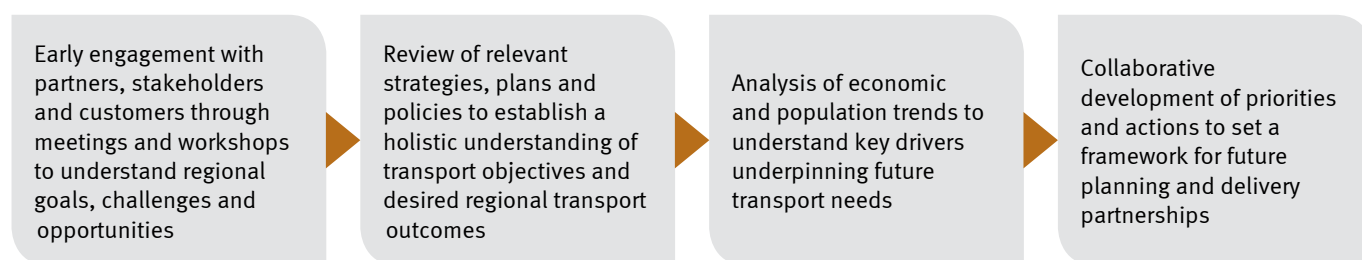 Early engagement with
partners, stakeholders
and customers through
meetings and workshops
to understand regional
goals, challenges and
opportunities
Review of relevant
strategies, plans and
policies to establish a
holistic understanding of
transport objectives and
desired regional transport
outcomes
Analysis of economic
and population trends to
understand key drivers
underpinning future
transport needs
Collaborative
development of priorities
and actions to set a
framework for future
planning and delivery
partnerships